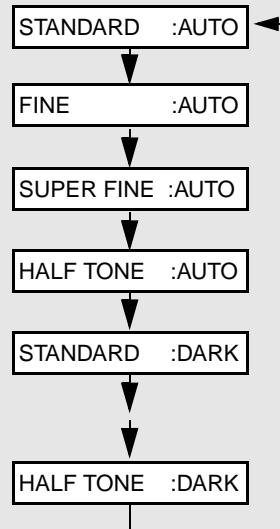 STANDARD :AUTO
FINE :AUTO
SUPER FINE :AUTO
HALF TONE :AUTO
STANDARD :DARK
HALF TONE :DARK